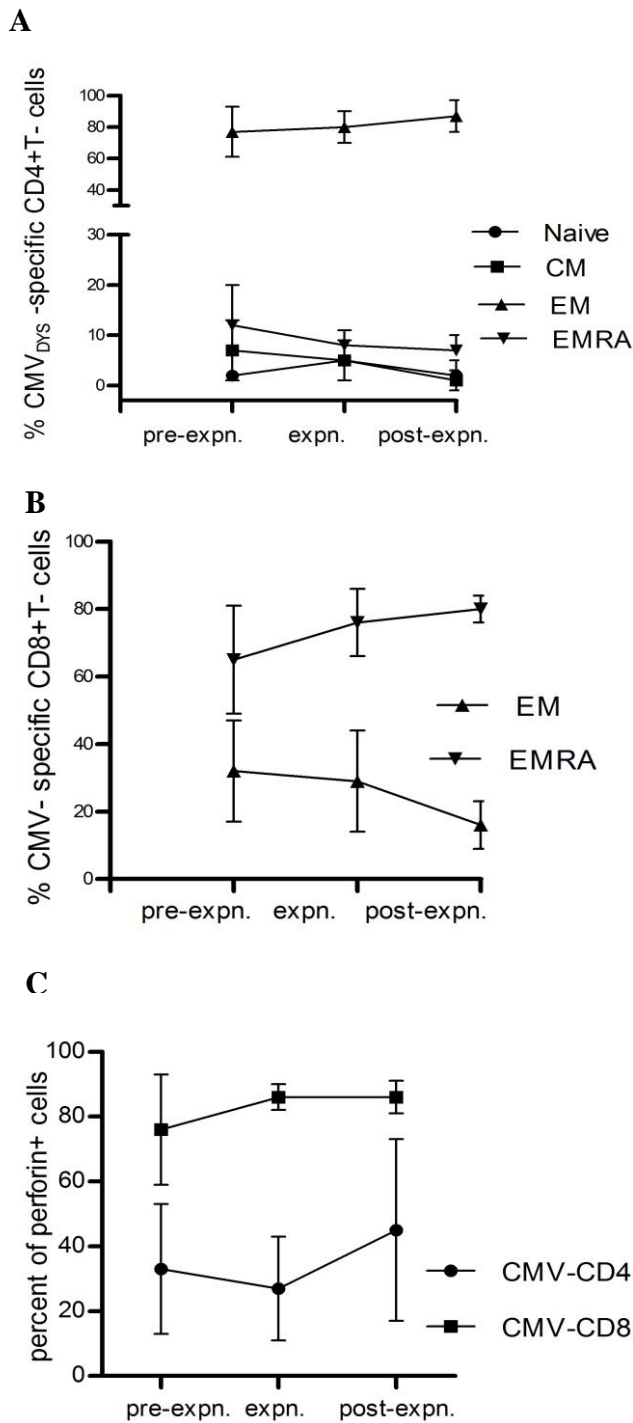 A
% CMVDYS -specific CD4+T- cells
100
80
60
40
30
20
10
0
pre-expn. expn. post-expn.
Naive
CM
EM
EMRA
B
% CMV- specific CD8+T- cells
100
80
60
40
20
0
pre-expn. expn. post-expn.
EM
EMRA
C
percent of perforin+ cells
100
80
60
40
20
0
pre-expn. expn. post-expn.
CMV-CD4
CMV-CD8